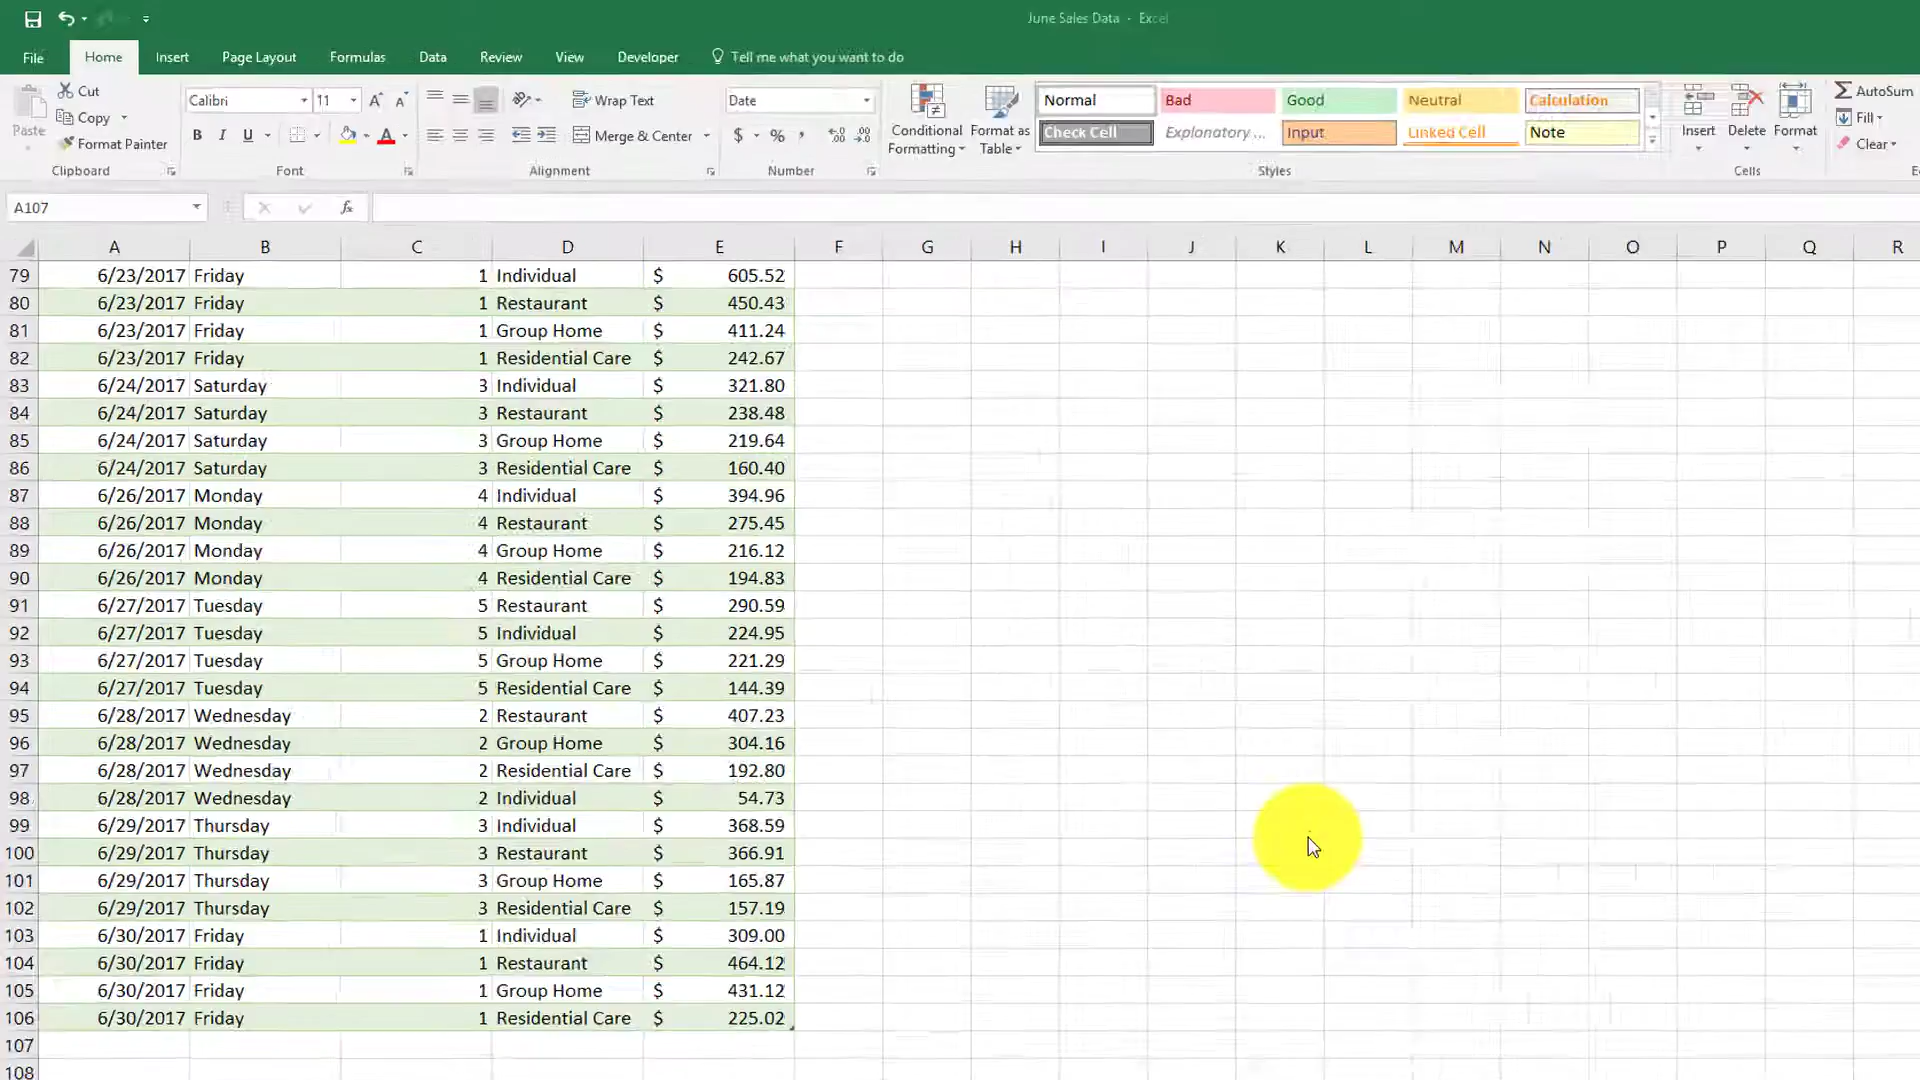 June Sales Data - Excel
File Home Insert Page Layout Formulas Data Review View Developer Tell me what you want to do
Paste Cut Copy Format Painter Clipboard
Calibri 11 B I U A Font
Wrap Text Merge & Center Alignment
Date $ % , Number
Conditional Formatting Format as Table
Normal Bad Good Neutral Calculation
Check Cell Explanatory ... Input Linked Cell Note
Styles
Insert Delete Format Cells
AutoSum Fill Clear
A107 fx
A B C D E F G H I J K L M N O P Q R
79 6/23/2017 Friday 1 Individual $ 605.52
80 6/23/2017 Friday 1 Restaurant $ 450.43
81 6/23/2017 Friday 1 Group Home $ 411.24
82 6/23/2017 Friday 1 Residential Care $ 242.67
83 6/24/2017 Saturday 3 Individual $ 321.80
84 6/24/2017 Saturday 3 Restaurant $ 238.48
85 6/24/2017 Saturday 3 Group Home $ 219.64
86 6/24/2017 Saturday 3 Residential Care $ 160.40
87 6/26/2017 Monday 4 Individual $ 394.96
88 6/26/2017 Monday 4 Restaurant $ 275.45
89 6/26/2017 Monday 4 Group Home $ 216.12
90 6/26/2017 Monday 4 Residential Care $ 194.83
91 6/27/2017 Tuesday 5 Restaurant $ 290.59
92 6/27/2017 Tuesday 5 Individual $ 224.95
93 6/27/2017 Tuesday 5 Group Home $ 221.29
94 6/27/2017 Tuesday 5 Residential Care $ 144.39
95 6/28/2017 Wednesday 2 Restaurant $ 407.23
96 6/28/2017 Wednesday 2 Group Home $ 304.16
97 6/28/2017 Wednesday 2 Residential Care $ 192.80
98 6/28/2017 Wednesday 2 Individual $ 54.73
99 6/29/2017 Thursday 3 Individual $ 368.59
100 6/29/2017 Thursday 3 Restaurant $ 366.91
101 6/29/2017 Thursday 3 Group Home $ 165.87
102 6/29/2017 Thursday 3 Residential Care $ 157.19
103 6/30/2017 Friday 1 Individual $ 309.00
104 6/30/2017 Friday 1 Restaurant $ 464.12
105 6/30/2017 Friday 1 Group Home $ 431.12
106 6/30/2017 Friday 1 Residential Care $ 225.02
107
108